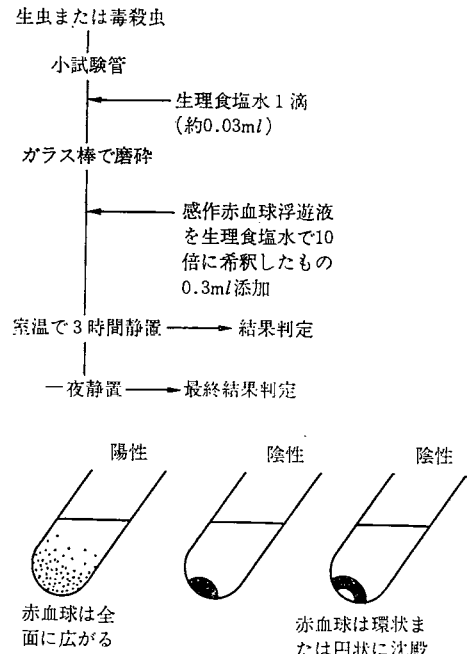 生虫または毒殺虫
小試験管
生理食塩水1滴
(約0.03ml)
ガラス棒で磨砕
感作赤血球浮遊液
を生理食塩水で10
倍に希釈したもの
0.3ml添加
室温で3時間静置
結果判定
一夜静置
最終結果判定
陽性
陰性
陰性
赤血球は全
面に広がる
赤血球は環状ま
たは円状に沈殿